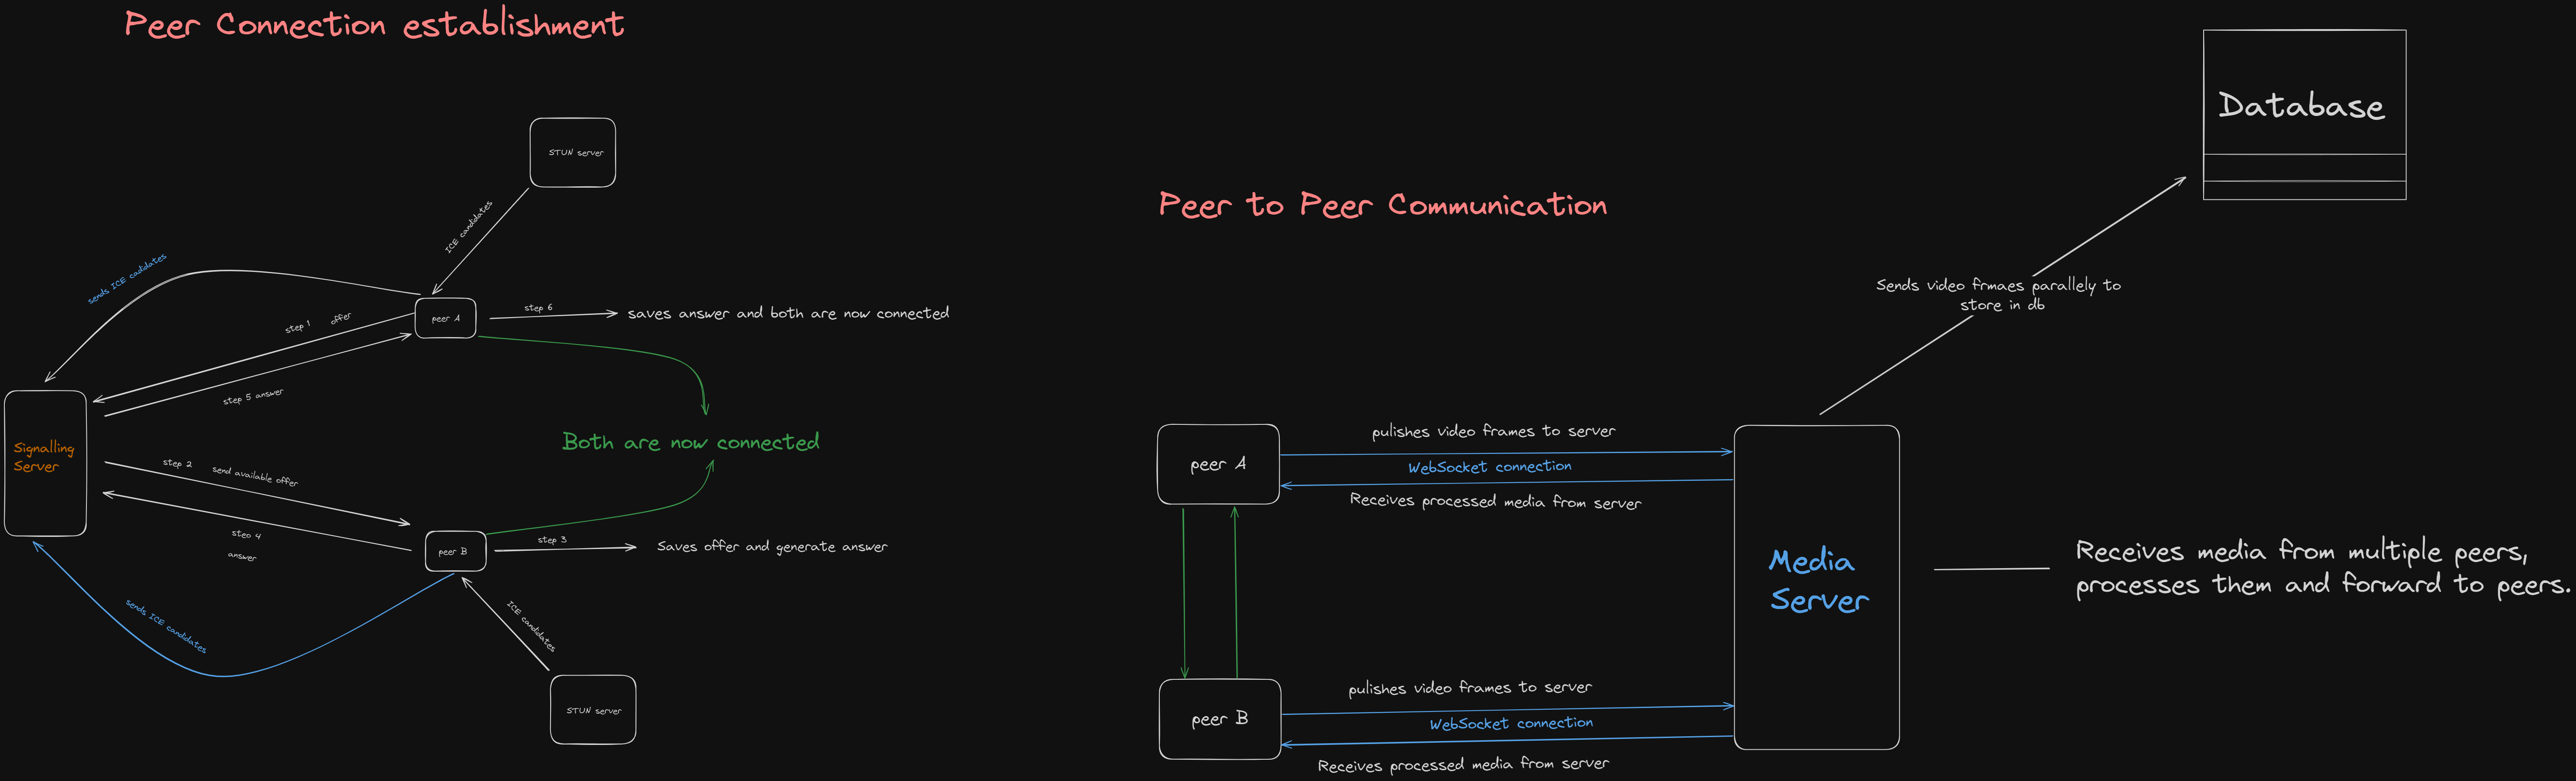 Peer Connection establishment
STUN server
ICE candidates
sends ICE cadidates
peer A
step 6
saves answer and both are now connected
step 1 offer
step 5 answer
Signalling
Server
Both are now connected
step 2 send available offer
steo 4
answer
peer B
step 3
Saves offer and generate answer
sends ICE candidates
ICE candidates
STUN server
Peer to Peer Communication
Database
Sends video frmaes parallely to
store in db
peer A
pulishes video frames to server
WebSocket connection
Receives processed media from server
Media
Server
Receives media from multiple peers,
processes them and forward to peers.
peer B
pulishes video frames to server
WebSocket connection
Receives processed media from server